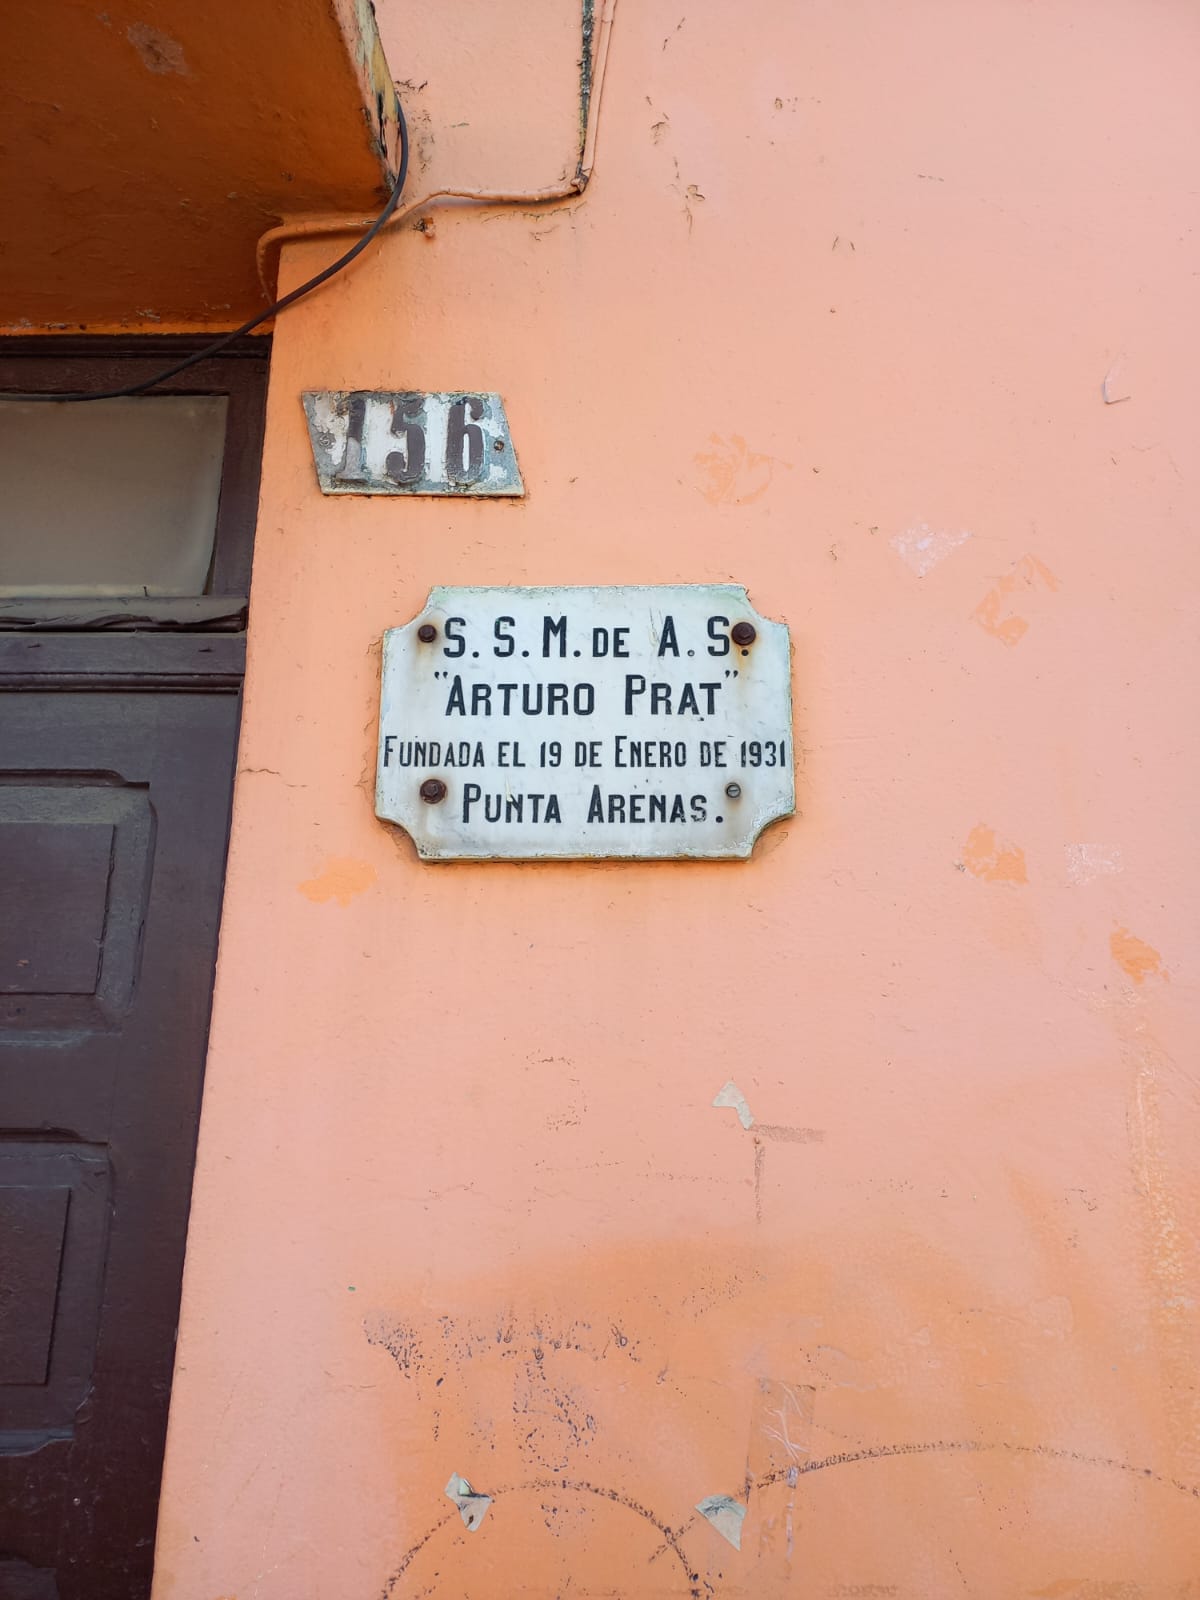 156
S. S. M. DE A. S.
"ARTURO PRAT"
FUNDADA EL 19 DE ENERO DE 1931
PUNTA ARENAS.